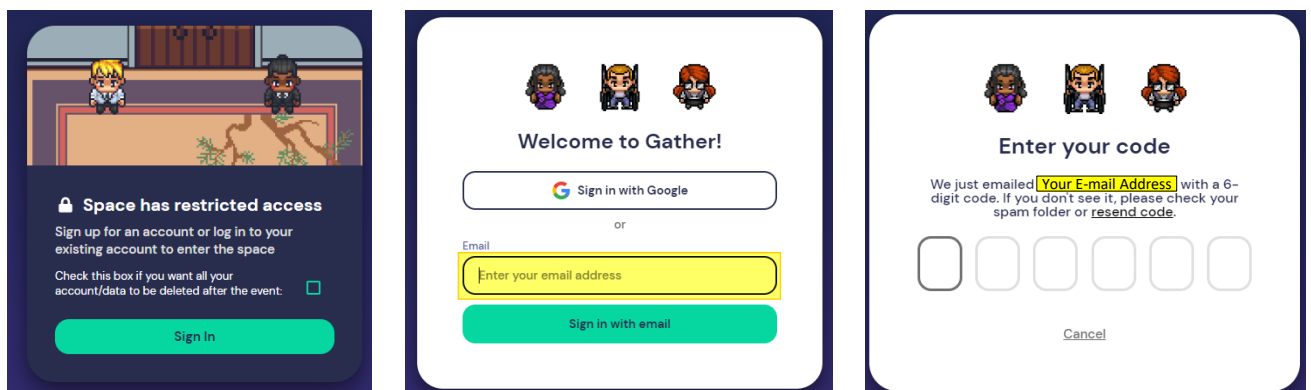 Space has restricted access
Sign up for an account or log in to your
existing account to enter the space
Check this box if you want all your
account/data to be deleted after the event:
Sign In
Welcome to Gather!
Sign in with Google
or
Email
Enter your email address
Sign in with email
Enter your code
We just emailed Your E-mail Address with a 6-
digit code. If you don't see it, please check your
spam folder or resend code.
Cancel